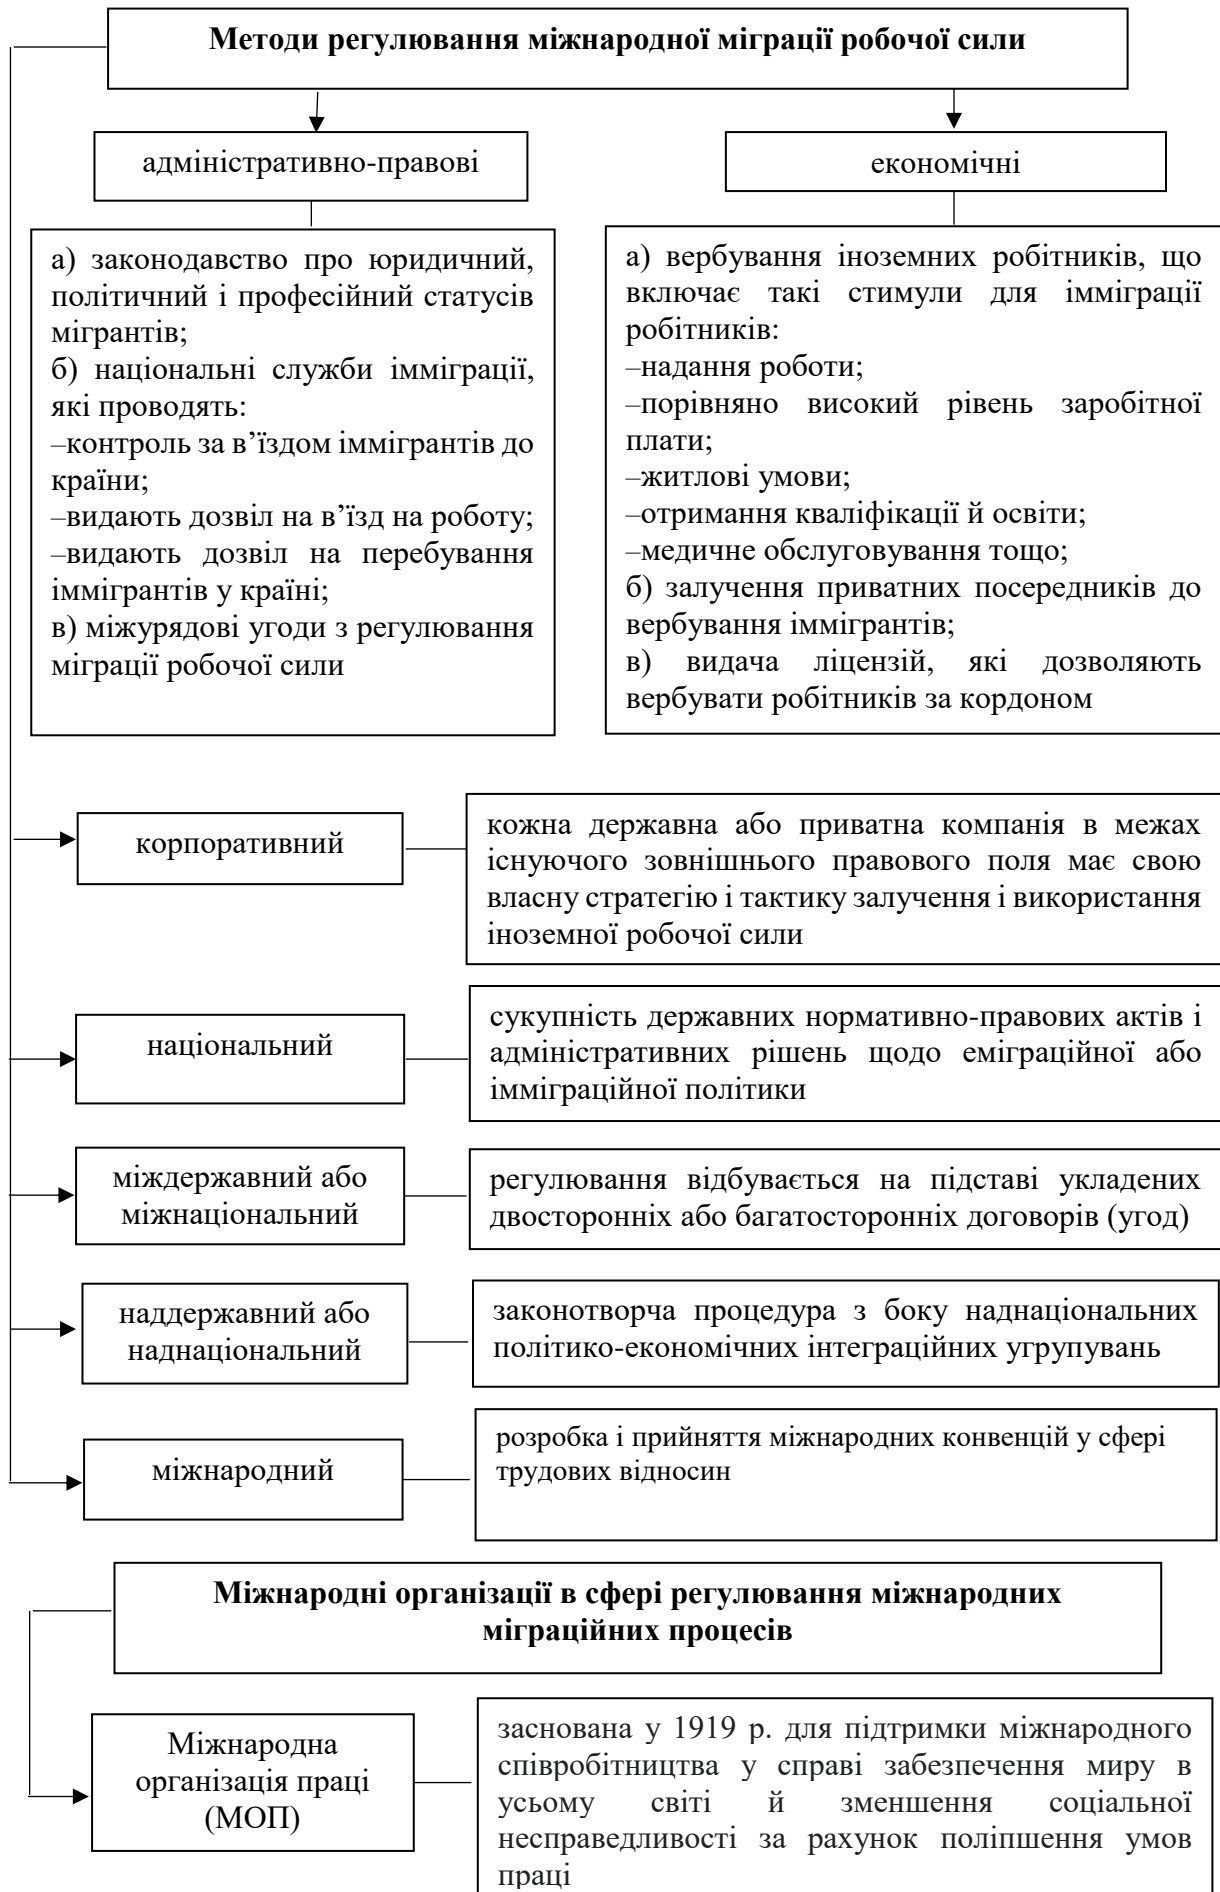 Методи регулювання міжнародної міграції робочої сили
адміністративно-правові
економічні
а) законодавство про юридичний,
політичний і професійний статусів
мігрантів;
б) національні служби імміграції,
які проводять:
–контроль за в’їздом іммігрантів до
країни;
–видають дозвіл на в’їзд на роботу;
–видають дозвіл на перебування
іммігрантів у країні;
в) міжурядові угоди з регулювання
міграції робочої сили
а) вербування іноземних робітників, що
включає такі стимули для імміграції
робітників:
–надання роботи;
–порівняно високий рівень заробітної
плати;
–житлові умови;
–отримання кваліфікації й освіти;
–медичне обслуговування тощо;
б) залучення приватних посередників до
вербування іммігрантів;
в) видача ліцензій, які дозволяють
вербувати робітників за кордоном
корпоративний
кожна державна або приватна компанія в межах
існуючого зовнішнього правового поля має свою
власну стратегію і тактику залучення і використання
іноземної робочої сили
національний
сукупність державних нормативно-правових актів і
адміністративних рішень щодо еміграційної або
імміграційної політики
міждержавний або
міжнаціональний
регулювання відбувається на підставі укладених
двосторонніх або багатосторонніх договорів (угод)
наддержавний або
наднаціональний
законотворча процедура з боку наднаціональних
політико-економічних інтеграційних угрупувань
міжнародний
розробка і прийняття міжнародних конвенцій у сфері
трудових відносин
Міжнародні організації в сфері регулювання міжнародних
міграційних процесів
Міжнародна
організація праці
(МОП)
заснована у 1919 р. для підтримки міжнародного
співробітництва у справі забезпечення миру в
усьому світі й зменшення соціальної
несправедливості за рахунок поліпшення умов
праці